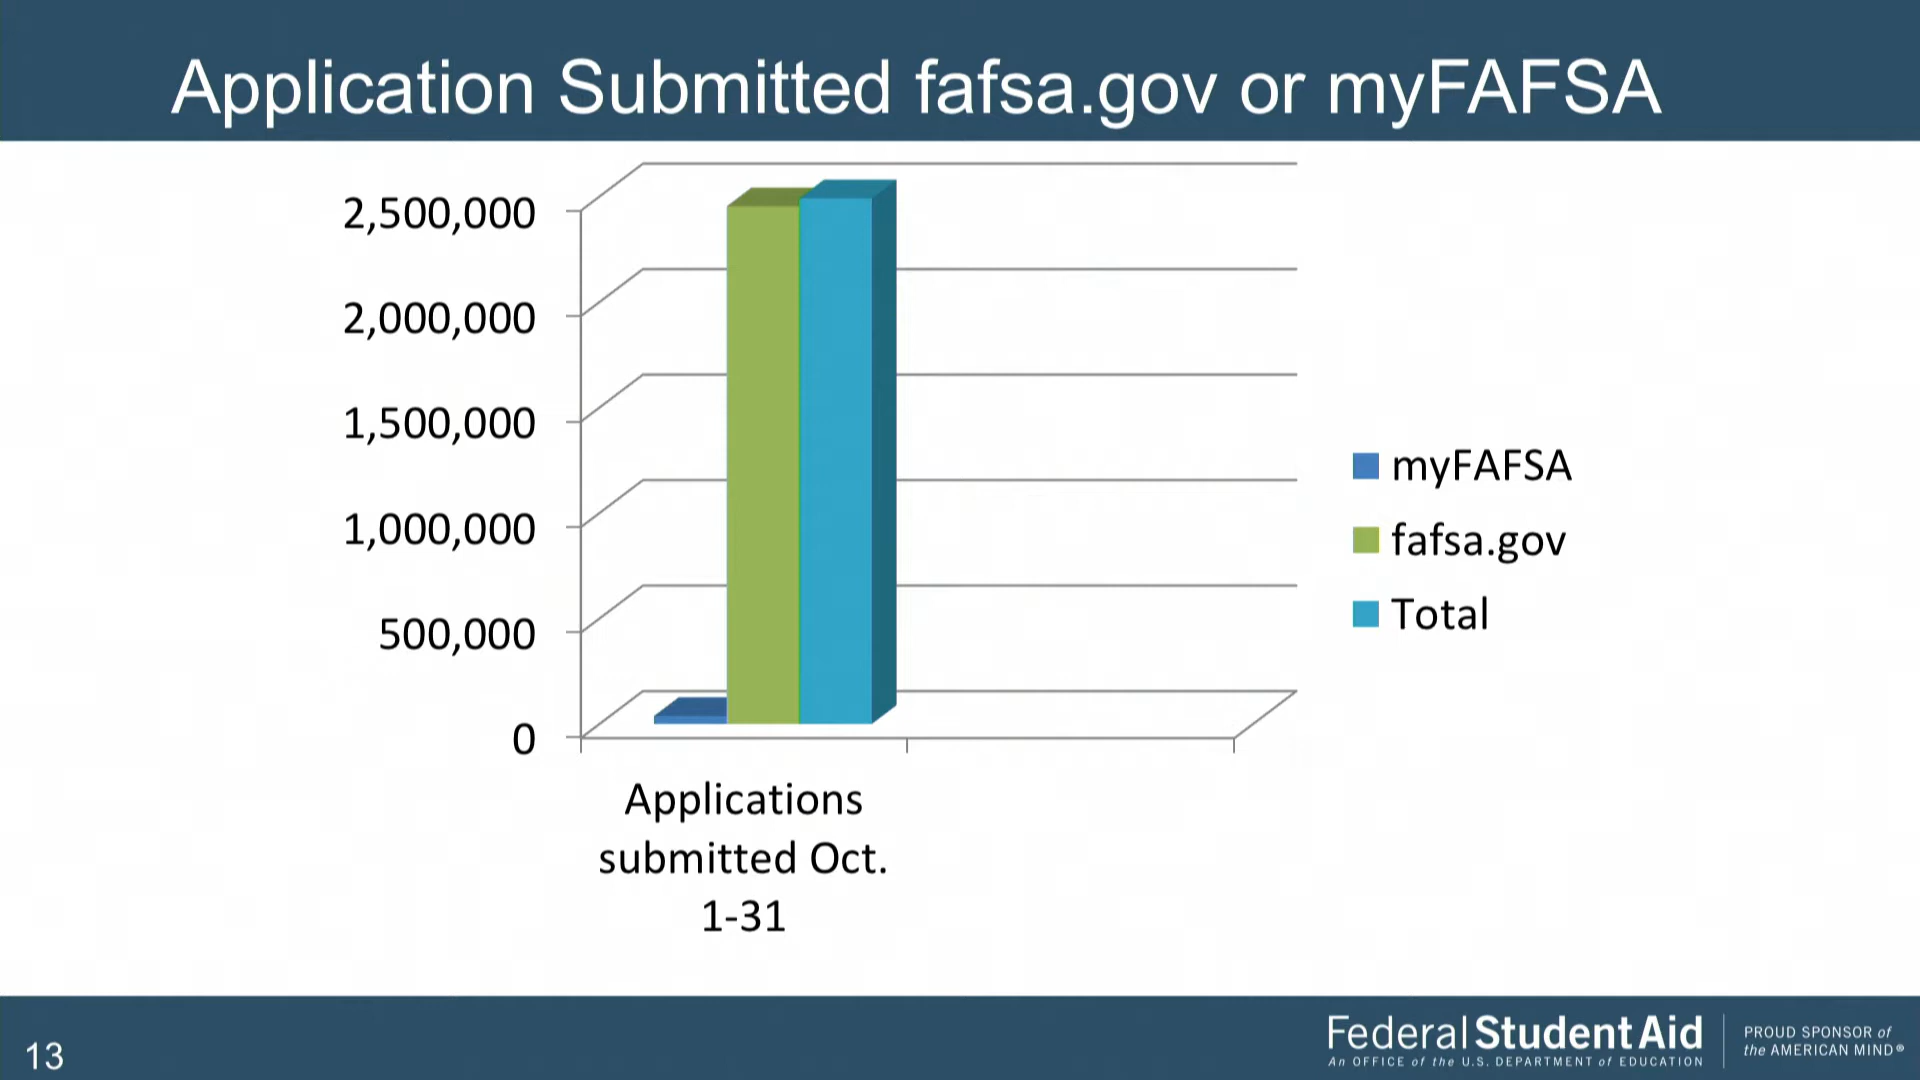 Application Submitted fafsa.gov or myFAFSA
2,500,000
2,000,000
1,500,000
1,000,000
500,000
0
Applications
submitted Oct.
1-31
myFAFSA
fafsa.gov
Total
13
Federal Student Aid
An OFFICE of the U.S. DEPARTMENT of EDUCATION
PROUD SPONSOR of
the AMERICAN MIND®